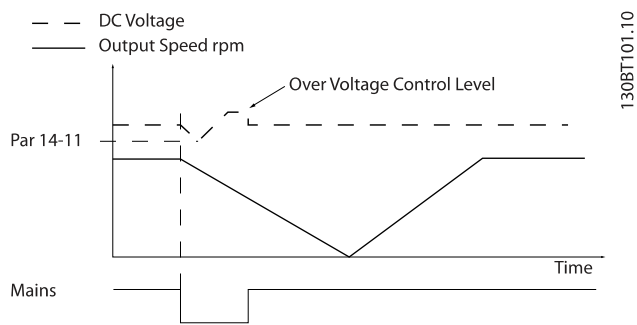 DC Voltage
Output Speed rpm
Over Voltage Control Level
Par 14-11
Time
Mains
130BT101.10